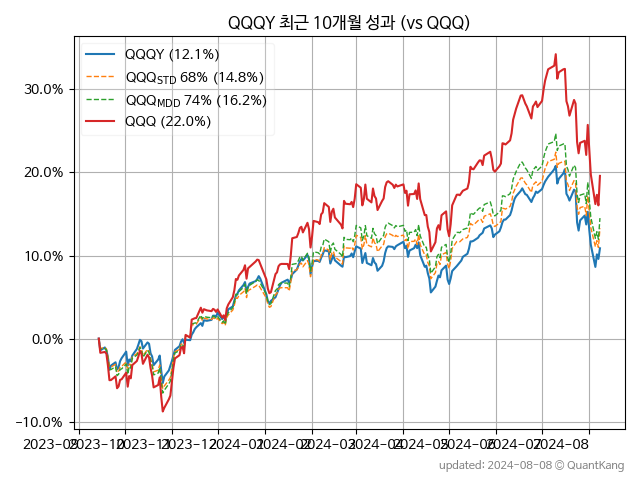 QQQY 최근 10개월 성과 (vs QQQ)
QQQY (12.1%)
QQQSTD 68% (14.8%)
QQQMDD 74% (16.2%)
QQQ (22.0%)
30.0%
20.0%
10.0%
0.0%
-10.0%
2023-09 2023-10 2023-11 2023-12 2024-01 2024-02 2024-03 2024-04 2024-05 2024-06 2024-07 2024-08
updated: 2024-08-08 © QuantKang